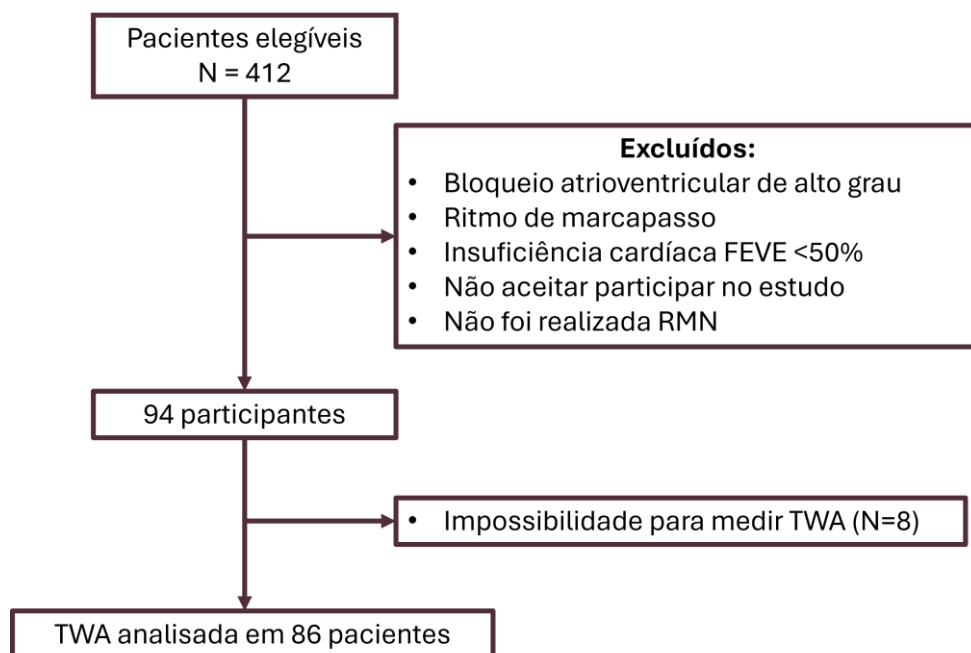 Pacientes elegíveis
N = 412
Excluídos:
• Bloqueio atrioventricular de alto grau
• Ritmo de marcapasso
• Insuficiência cardíaca FEVE <50%
• Não aceitar participar no estudo
• Não foi realizada RMN
94 participantes
• Impossibilidade para medir TWA (N=8)
TWA analisada em 86 pacientes